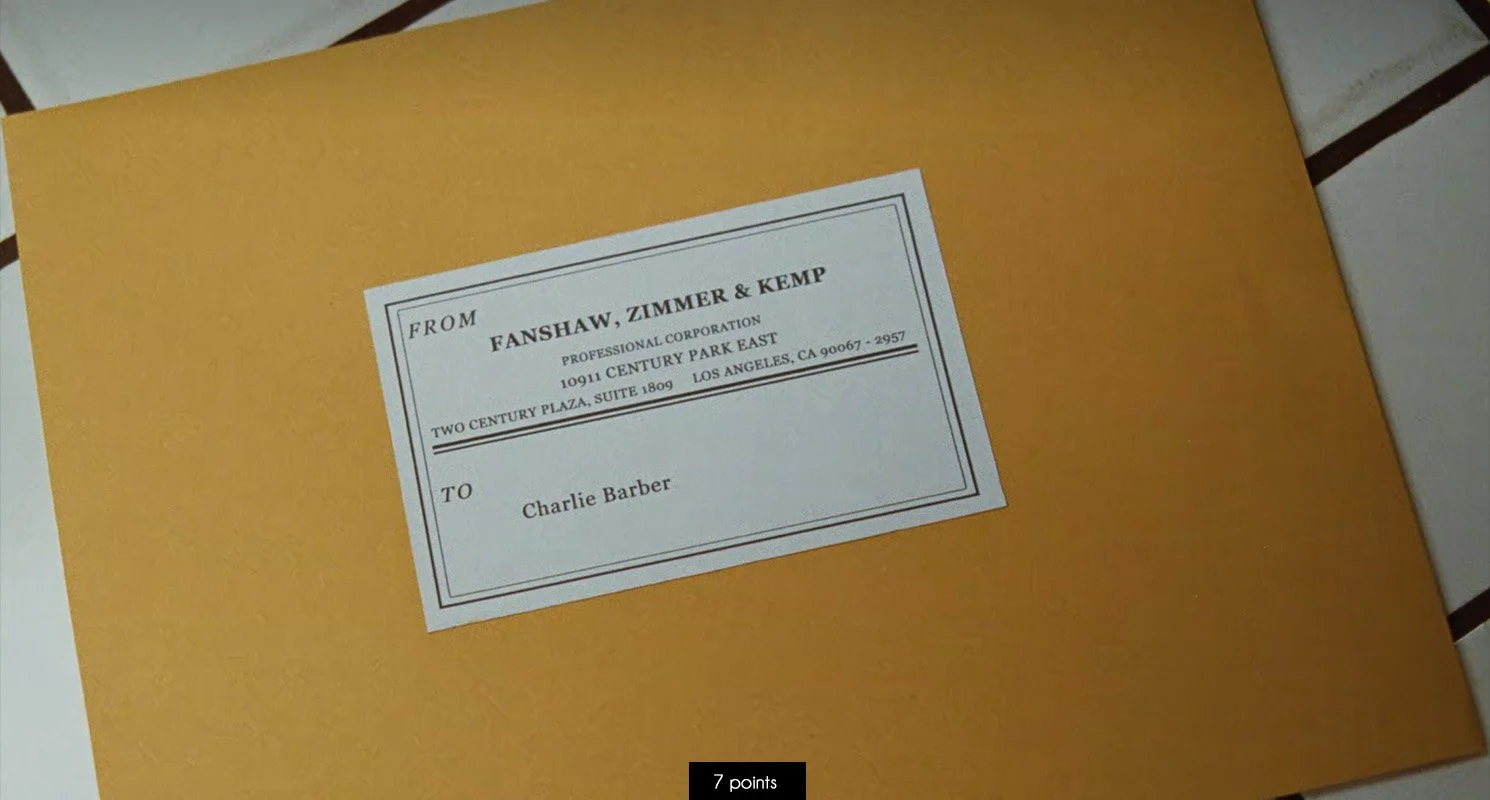 FROM
FANSHAW, ZIMMER & KEMP
PROFESSIONAL CORPORATION
10911 CENTURY PARK EAST
TWO CENTURY PLAZA, SUITE 1809 LOS ANGELES, CA 90067 - 2957
TO
Charlie Barber
7 points